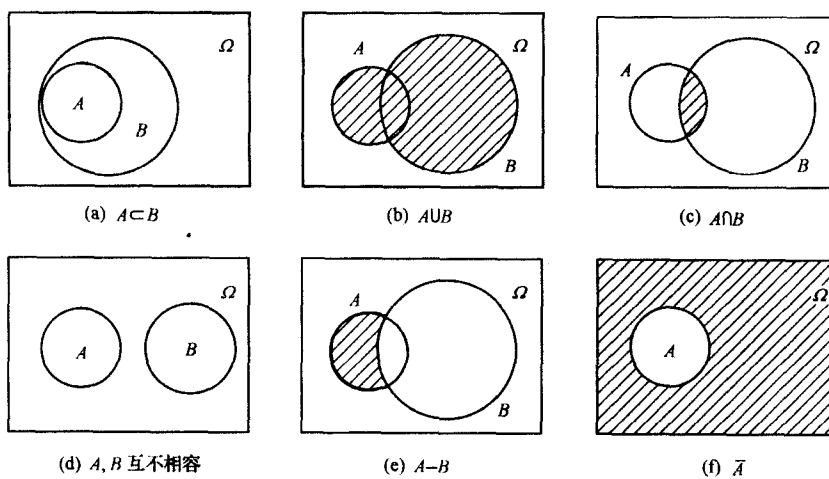 Ω Ω Ω
A A
A B
B B
(a) A⊂B (b) A∪B (c) A∩B
Ω Ω Ω
A
A B A
B
(d) A, B 互不相容 (e) A−B (f) A̅